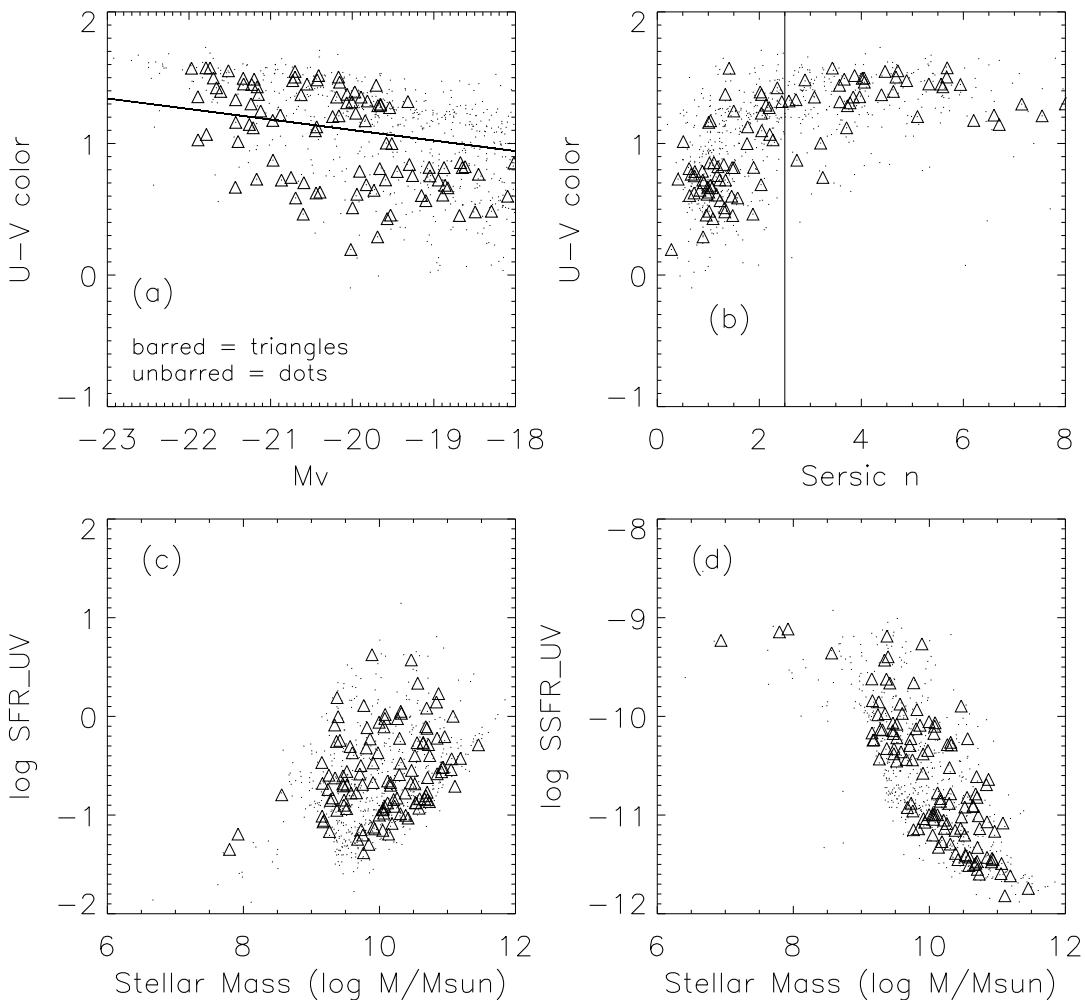 2
1
0
−1
U−V color
(a)
barred = triangles
unbarred = dots
−23 −22 −21 −20 −19 −18
Mv
2
1
0
−1
U−V color
(b)
0 2 4 6 8
Sersic n
2
1
0
−1
−2
log SFR_UV
(c)
6 8 10 12
Stellar Mass (log M/Msun)
−8
−9
−10
−11
−12
log SSFR_UV
(d)
6 8 10 12
Stellar Mass (log M/Msun)